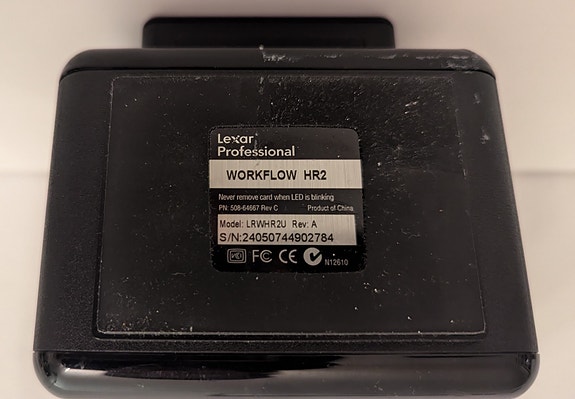 Lexar
Professional
WORKFLOW HR2
Never remove card when LED is blinking
PN: 508-64667 Rev C Product of China
Model: LRWHR2U Rev: A
S/N:24050744902784
FC CE N12610